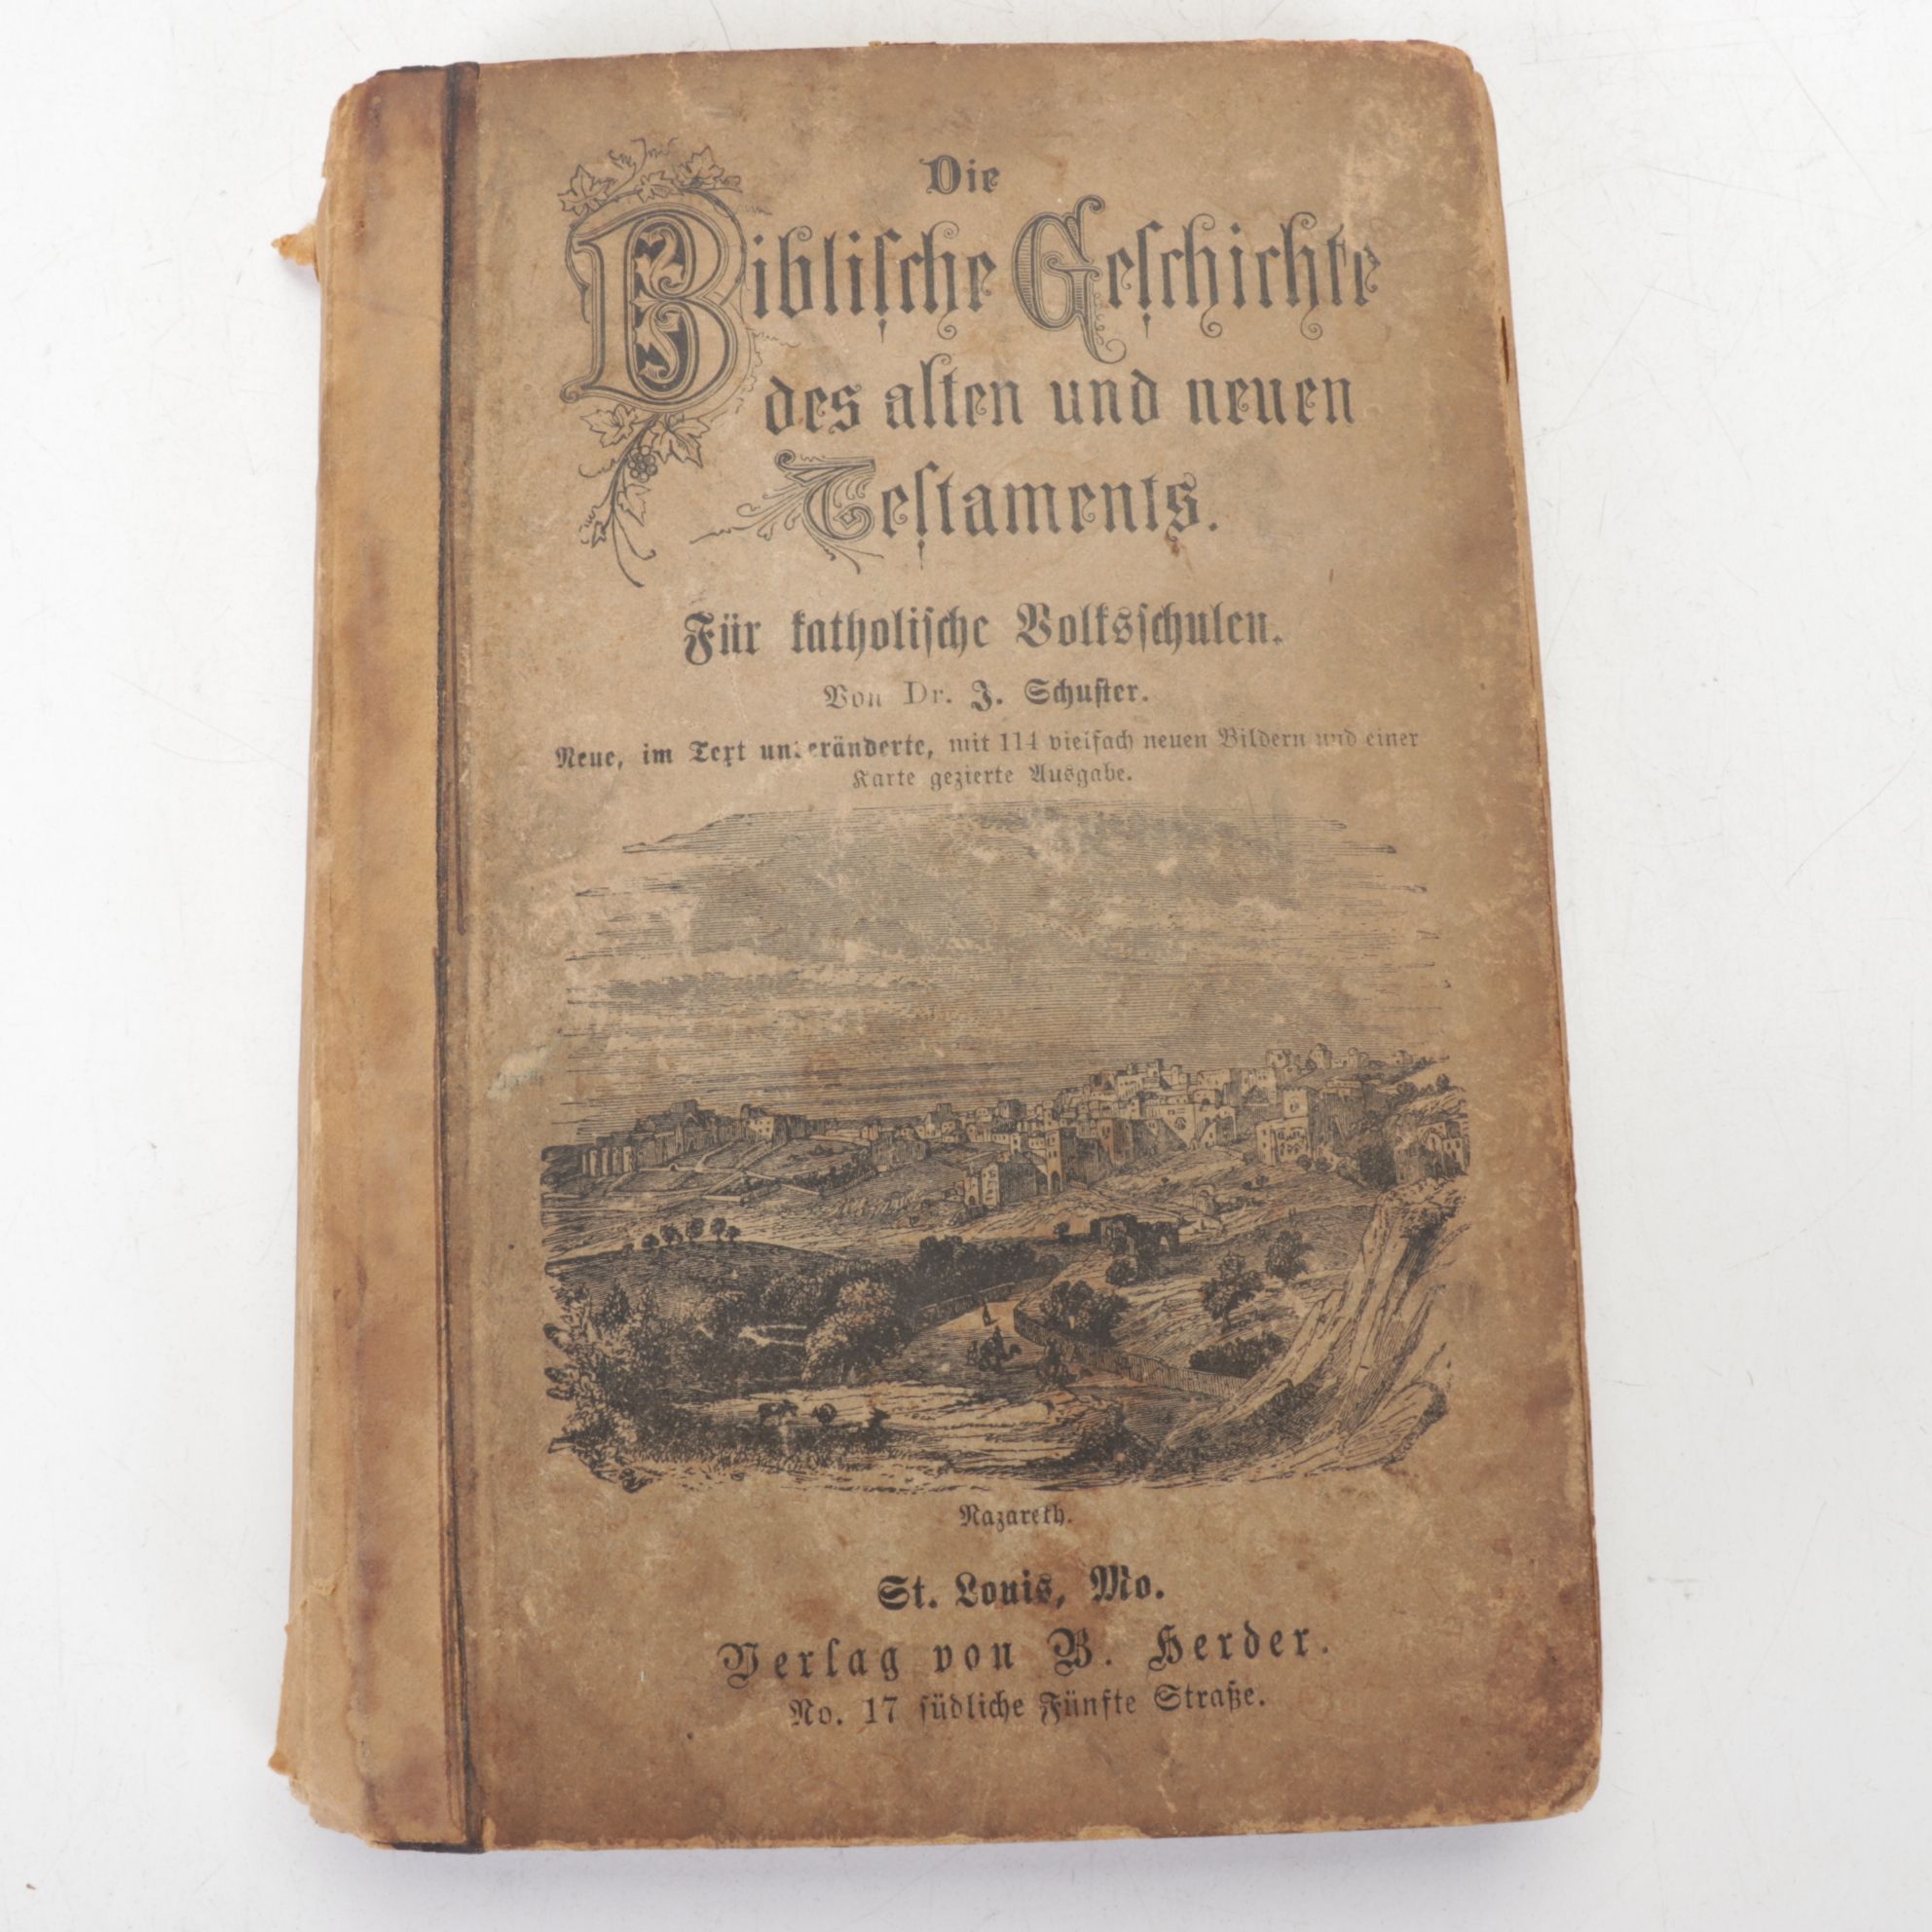 Die
Bibliſche Geſchichte
des alten und neuen
Teſtaments.
Für katholiſche Volksſchulen.
Von Dr. J. Schuſter.
Neue, im Text unveränderte, mit 114 vielfach neuen Bildern und einer
Karte gezierte Ausgabe.
Nazareth.
St. Louis, Mo.
Verlag von B. Herder.
No. 17 ſüdliche Fünfte Straße.